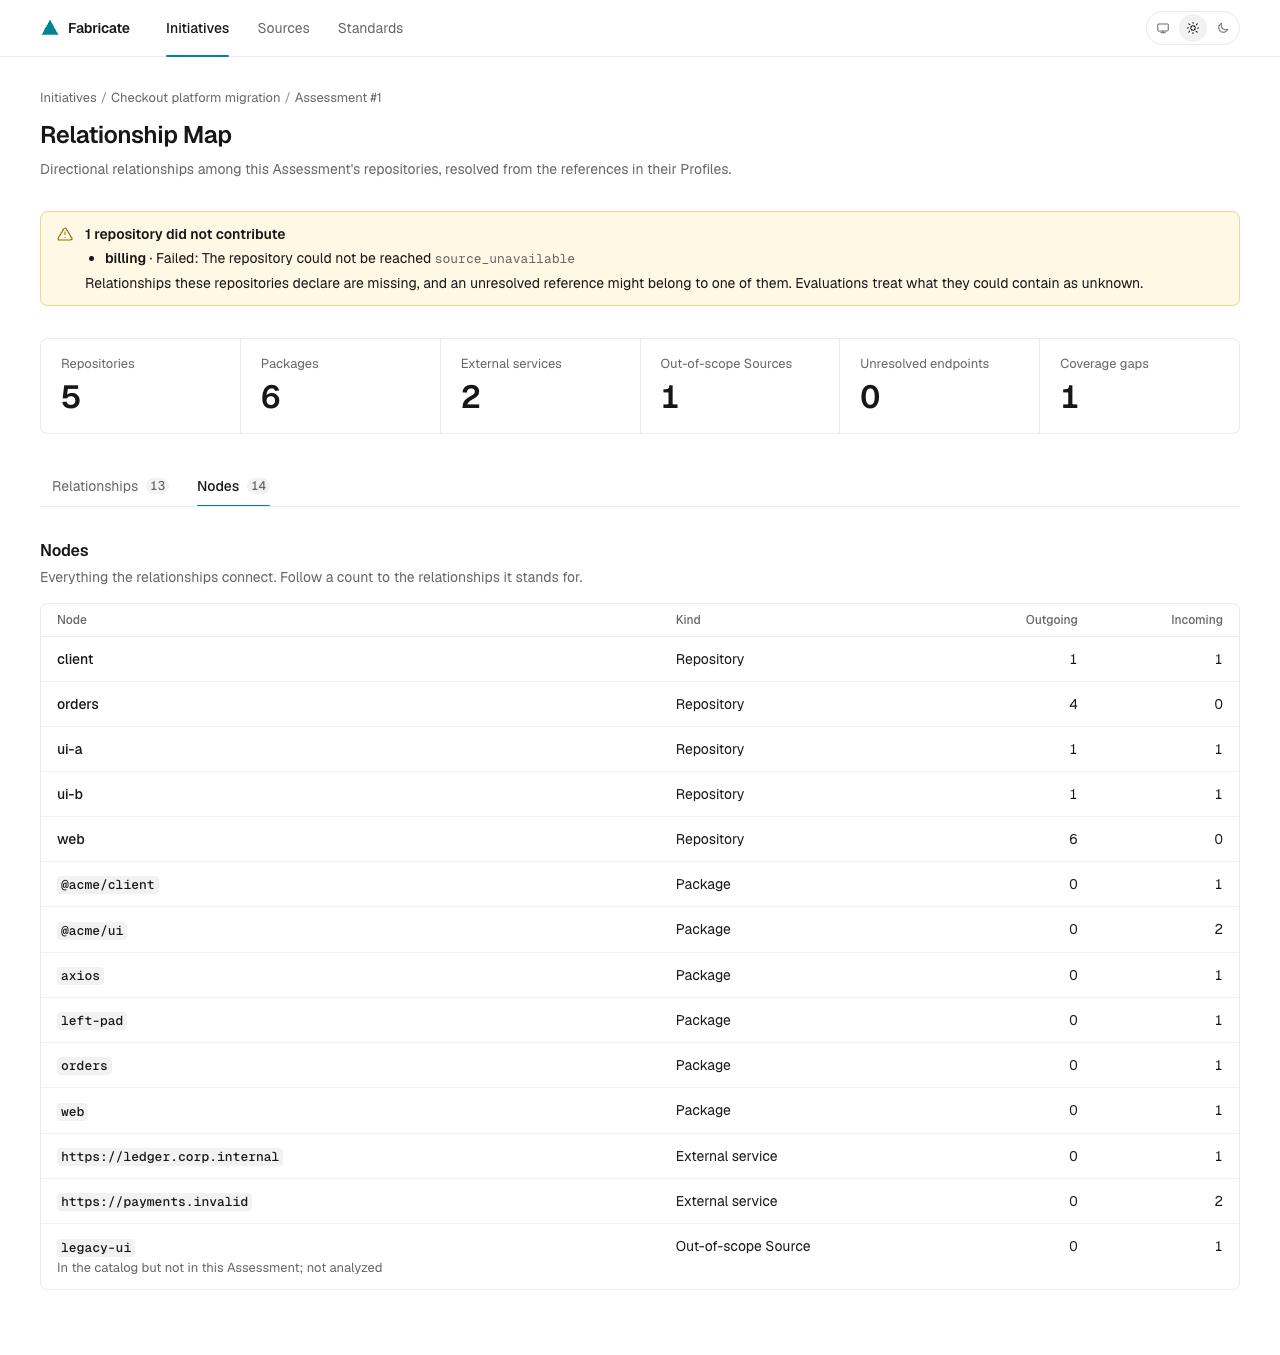 Fabricate
Initiatives
Sources
Standards
Initiatives / Checkout platform migration / Assessment #1
Relationship Map
Directional relationships among this Assessment's repositories, resolved from the references in their Profiles.
1 repository did not contribute
• billing · Failed: The repository could not be reached source_unavailable
Relationships these repositories declare are missing, and an unresolved reference might belong to one of them. Evaluations treat what they could contain as unknown.
Repositories
5
Packages
6
External services
2
Out-of-scope Sources
1
Unresolved endpoints
0
Coverage gaps
1
Relationships 13
Nodes 14
Nodes
Everything the relationships connect. Follow a count to the relationships it stands for.
Node Kind Outgoing Incoming
client Repository 1 1
orders Repository 4 0
ui-a Repository 1 1
ui-b Repository 1 1
web Repository 6 0
@acme/client Package 0 1
@acme/ui Package 0 2
axios Package 0 1
left-pad Package 0 1
orders Package 0 1
web Package 0 1
https://ledger.corp.internal External service 0 1
https://payments.invalid External service 0 2
legacy-ui Out-of-scope Source 0 1
In the catalog but not in this Assessment; not analyzed